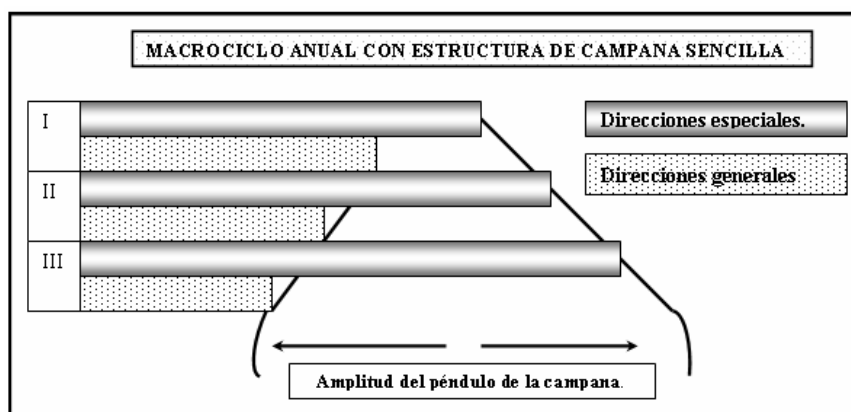 MACROCICLO ANUAL CON ESTRUCTURA DE CAMPANA SENCILLA
I
Direcciones especiales.
Direcciones generales
II
III
Amplitud del péndulo de la campana.